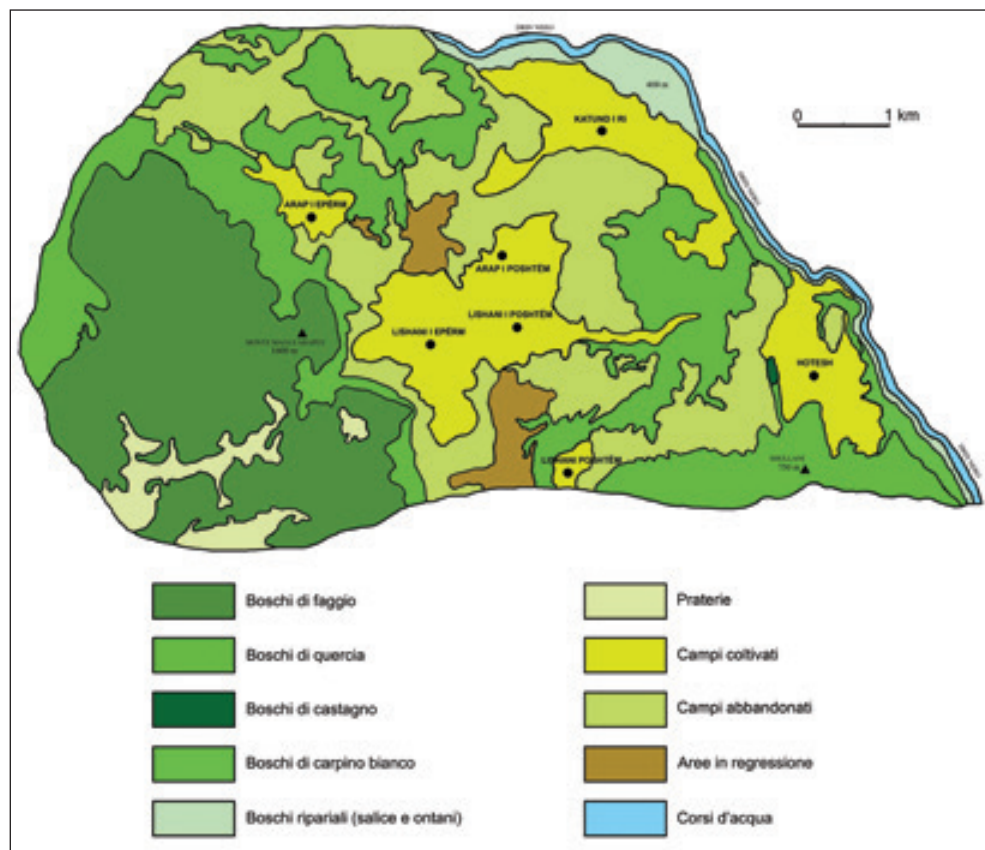 400 m
KATUND I RI
0 1 km
ARAP I EPËRM
ARAP I POSHTËM
LISHANI I POSHTËM
LISHANI I EPËRM
HOTESH
LISHANI POSHTËM
750 m
Boschi di faggio
Boschi di quercia
Boschi di castagno
Boschi di carpino bianco
Boschi ripariali (salice e ontani)
Praterie
Campi coltivati
Campi abbandonati
Aree in regressione
Corsi d'acqua